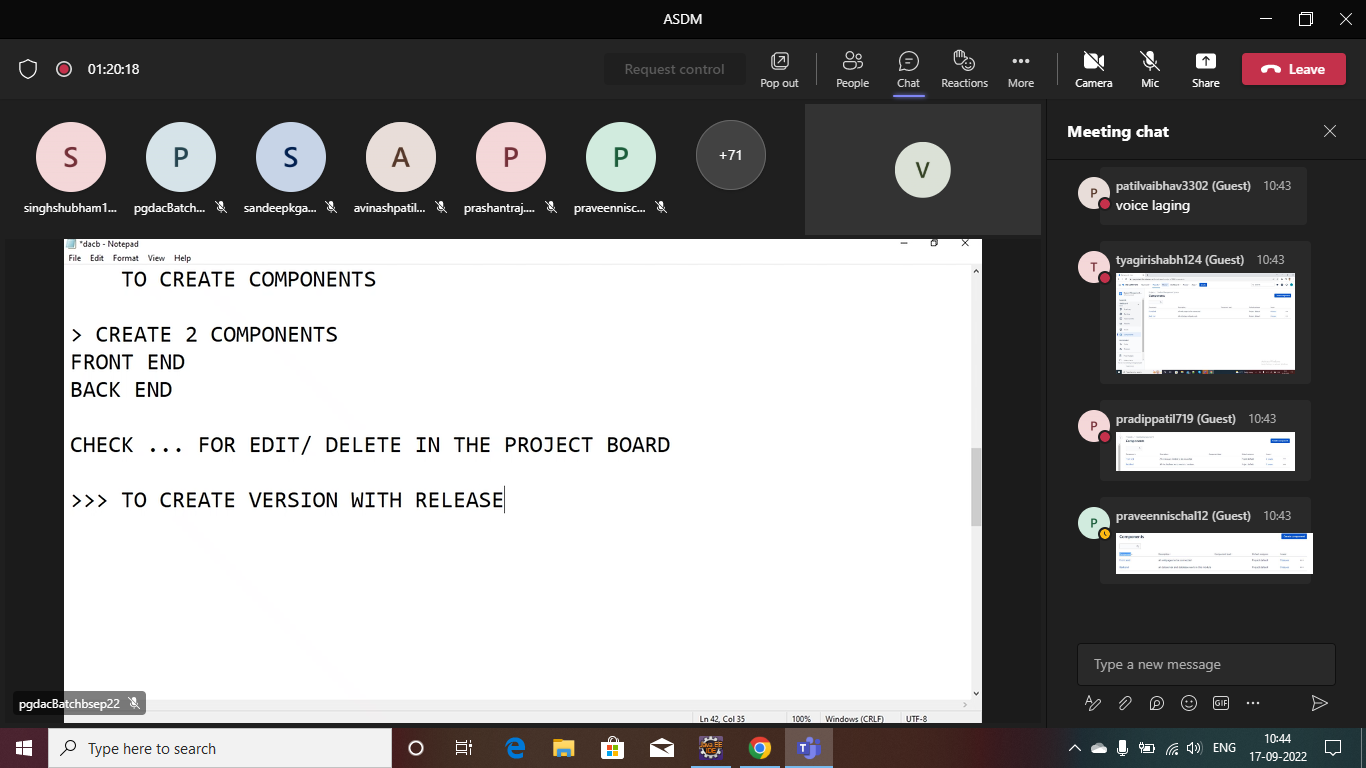 ASDM
01:20:18
Request control
Pop out
People
Chat
Reactions
More
Camera
Mic
Share
Leave
S
P
S
A
P
P
+71
V
singhshubham1...
pgdacBatch...
sandeepkga...
avinashpatil...
prashantraj....
praveennisc...
Meeting chat
P
patilvaibhav3302 (Guest) 10:43
voice laging
T
tyagirishabh124 (Guest) 10:43
P
pradippatil719 (Guest) 10:43
P
praveennischal12 (Guest) 10:43
Components
Type a new message
GIF
*dacb - Notepad
File Edit Format View Help
TO CREATE COMPONENTS
> CREATE 2 COMPONENTS
FRONT END
BACK END
CHECK ... FOR EDIT/ DELETE IN THE PROJECT BOARD
>>> TO CREATE VERSION WITH RELEASE
pgdacBatchbsep22
Ln 42, Col 35
100%
Windows (CRLF)
UTF-8
Type here to search
Java EE
IDE
ENG
10:44
17-09-2022